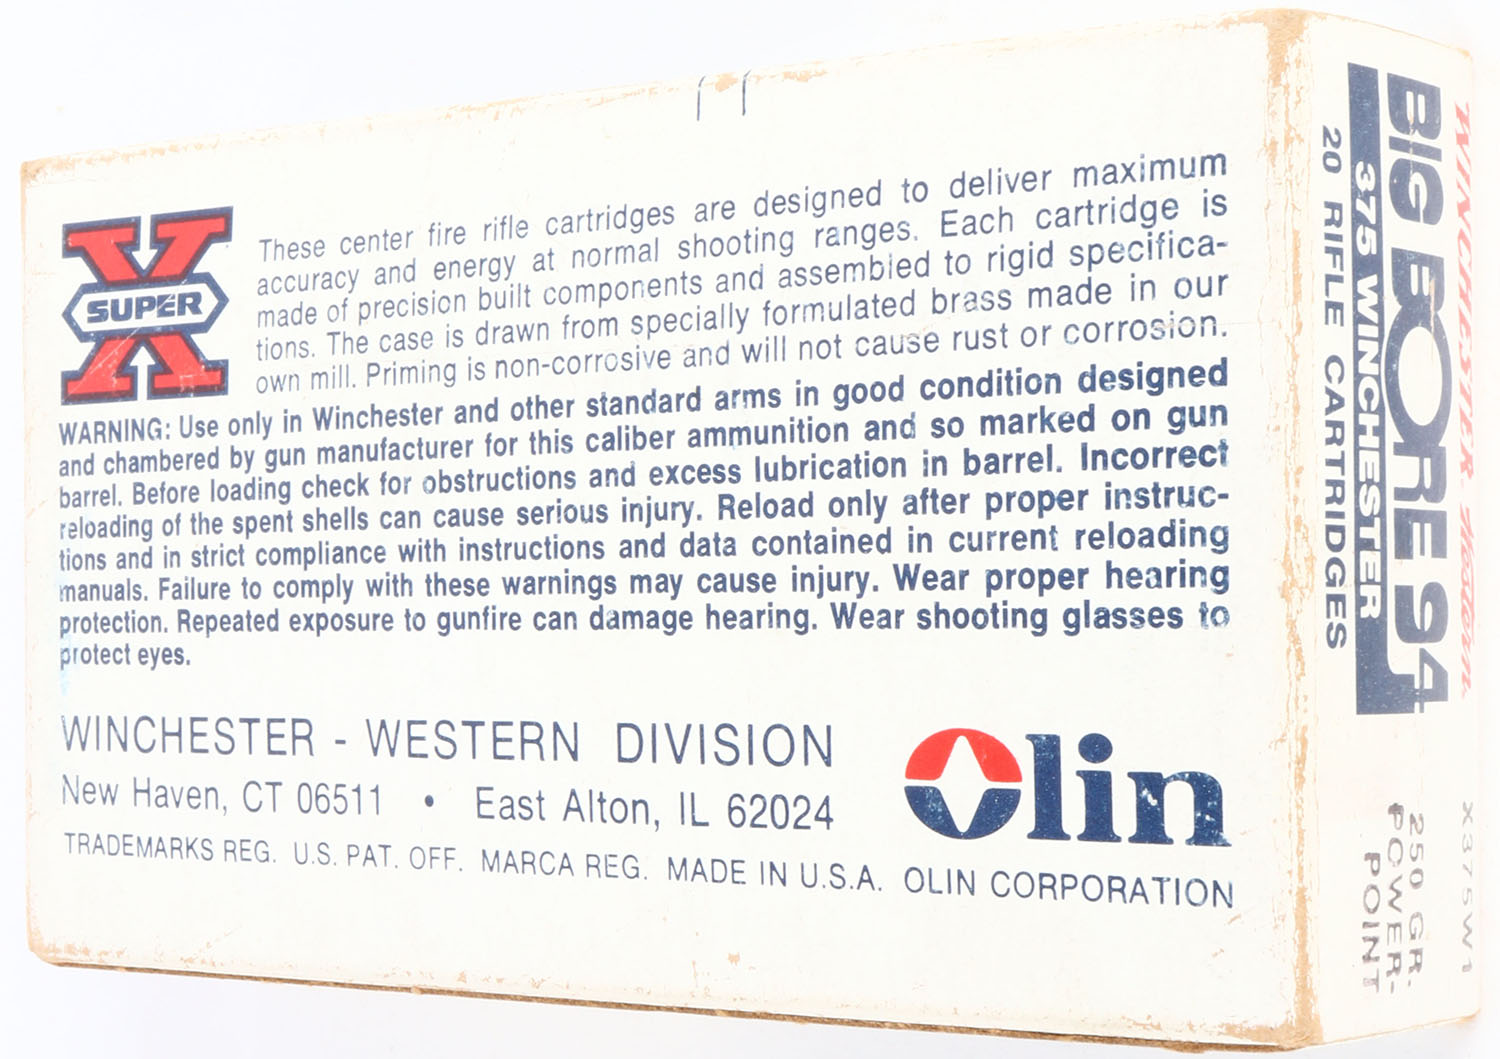 SUPER
X
These center fire rifle cartridges are designed to deliver maximum
accuracy and energy at normal shooting ranges. Each cartridge is
made of precision built components and assembled to rigid specifica-
tions. The case is drawn from specially formulated brass made in our
own mill. Priming is non-corrosive and will not cause rust or corrosion.
WARNING: Use only in Winchester and other standard arms in good condition designed
and chambered by gun manufacturer for this caliber ammunition and so marked on gun
barrel. Before loading check for obstructions and excess lubrication in barrel. Incorrect
reloading of the spent shells can cause serious injury. Reload only after proper instruc-
tions and in strict compliance with instructions and data contained in current reloading
manuals. Failure to comply with these warnings may cause injury. Wear proper hearing
protection. Repeated exposure to gunfire can damage hearing. Wear shooting glasses to
protect eyes.
WINCHESTER - WESTERN DIVISION
New Haven, CT 06511 • East Alton, IL 62024
TRADEMARKS REG. U.S. PAT. OFF. MARCA REG. MADE IN U.S.A. OLIN CORPORATION
Olin
WINCHESTER Western
BIG BORE 94
375 WINCHESTER
20 RIFLE CARTRIDGES
X375W1
250 GR.
POWER-
POINT